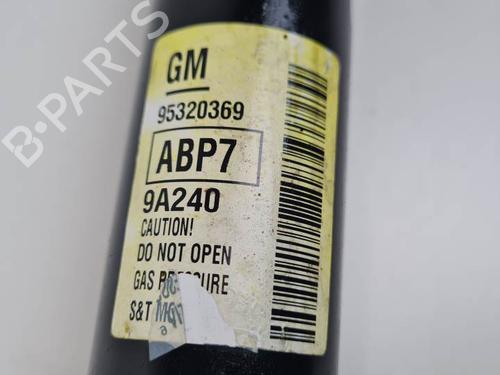 B-PARTS
GM
95320369
ABP7
9A240
CAUTION!
DO NOT OPEN
GAS PRESSURE
S&T